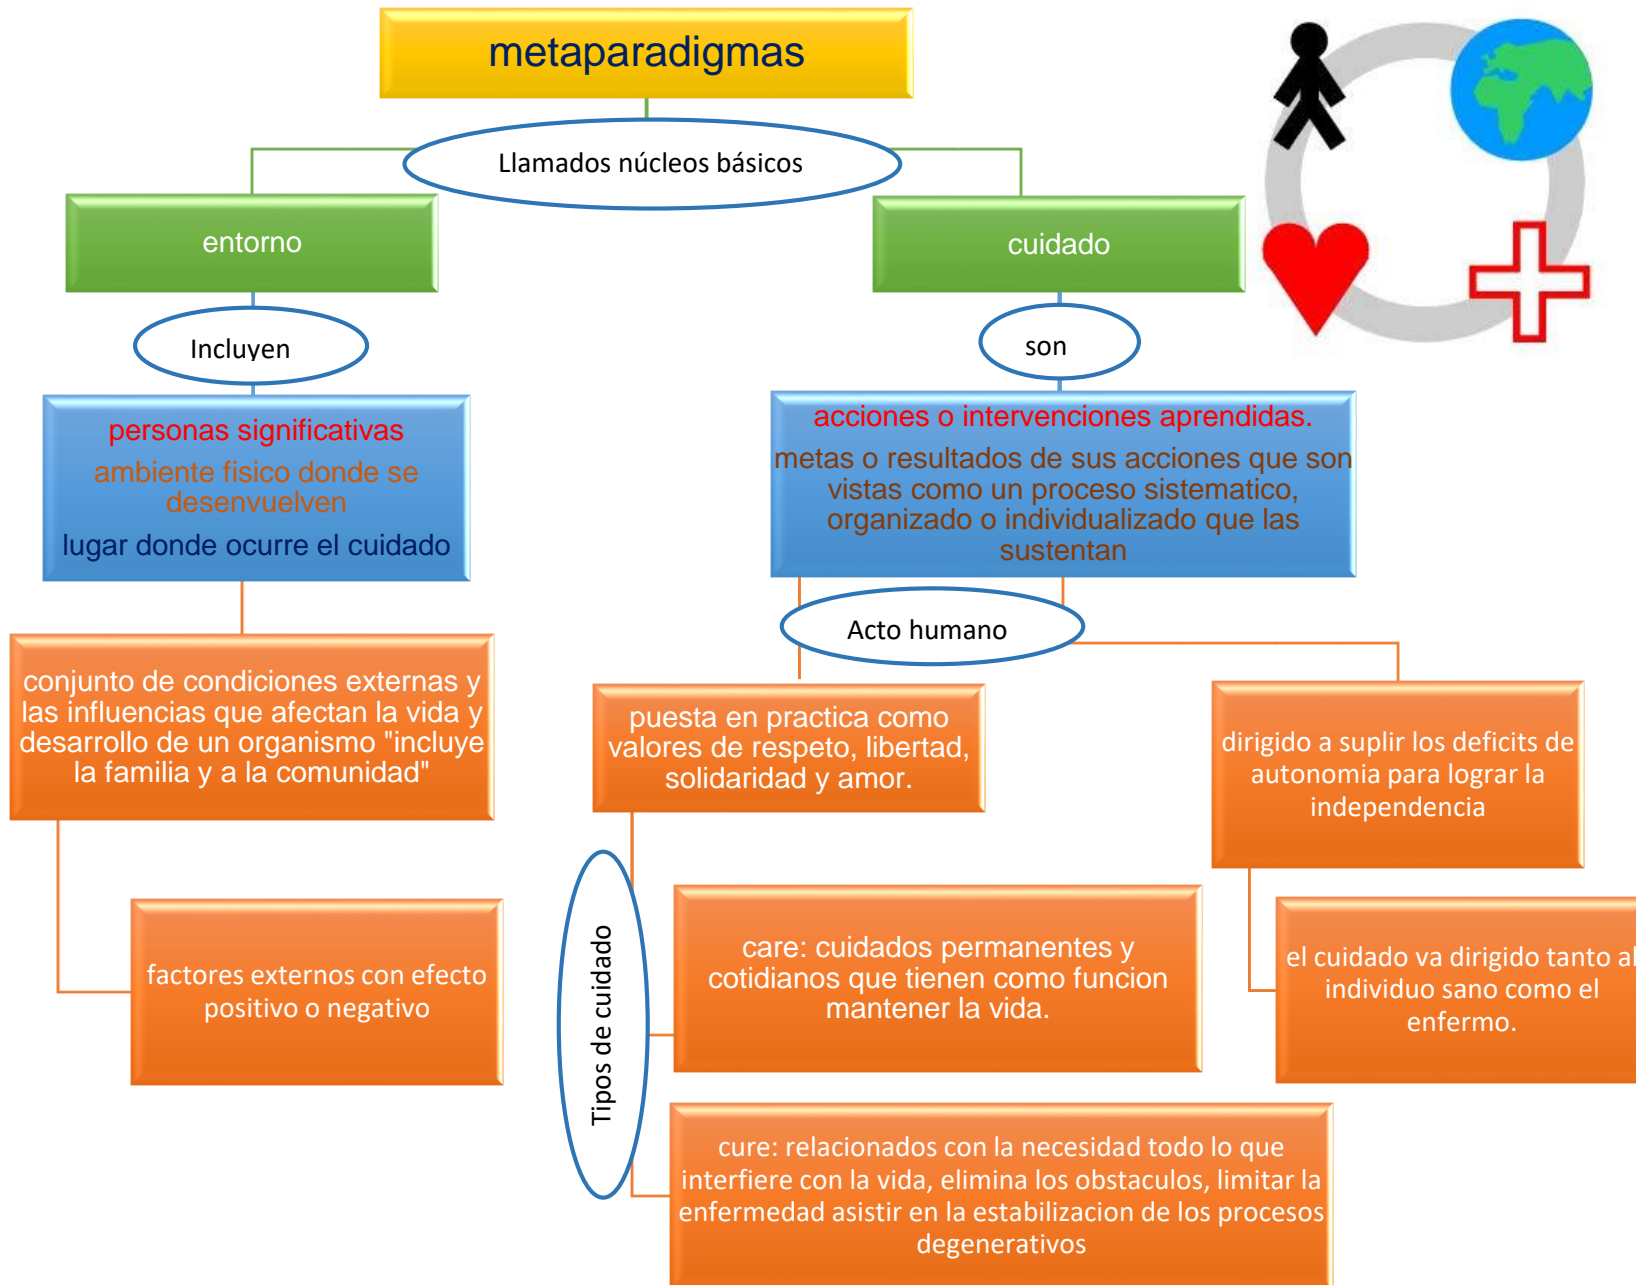 metaparadigmas
Llamados núcleos básicos
entorno
cuidado
Incluyen
son
personas significativas
ambiente fisico donde se
desenvuelven
lugar donde ocurre el cuidado
acciones o intervenciones aprendidas.
metas o resultados de sus acciones que son
vistas como un proceso sistematico,
organizado o individualizado que las
sustentan
Acto humano
conjunto de condiciones externas y
las influencias que afectan la vida y
desarrollo de un organismo "incluye
la familia y a la comunidad"
puesta en practica como
valores de respeto, libertad,
solidaridad y amor.
dirigido a suplir los deficits de
autonomia para lograr la
independencia
factores externos con efecto
positivo o negativo
Tipos de cuidado
care: cuidados permanentes y
cotidianos que tienen como funcion
mantener la vida.
el cuidado va dirigido tanto al
individuo sano como el
enfermo.
cure: relacionados con la necesidad todo lo que
interfiere con la vida, elimina los obstaculos, limitar la
enfermedad asistir en la estabilizacion de los procesos
degenerativos